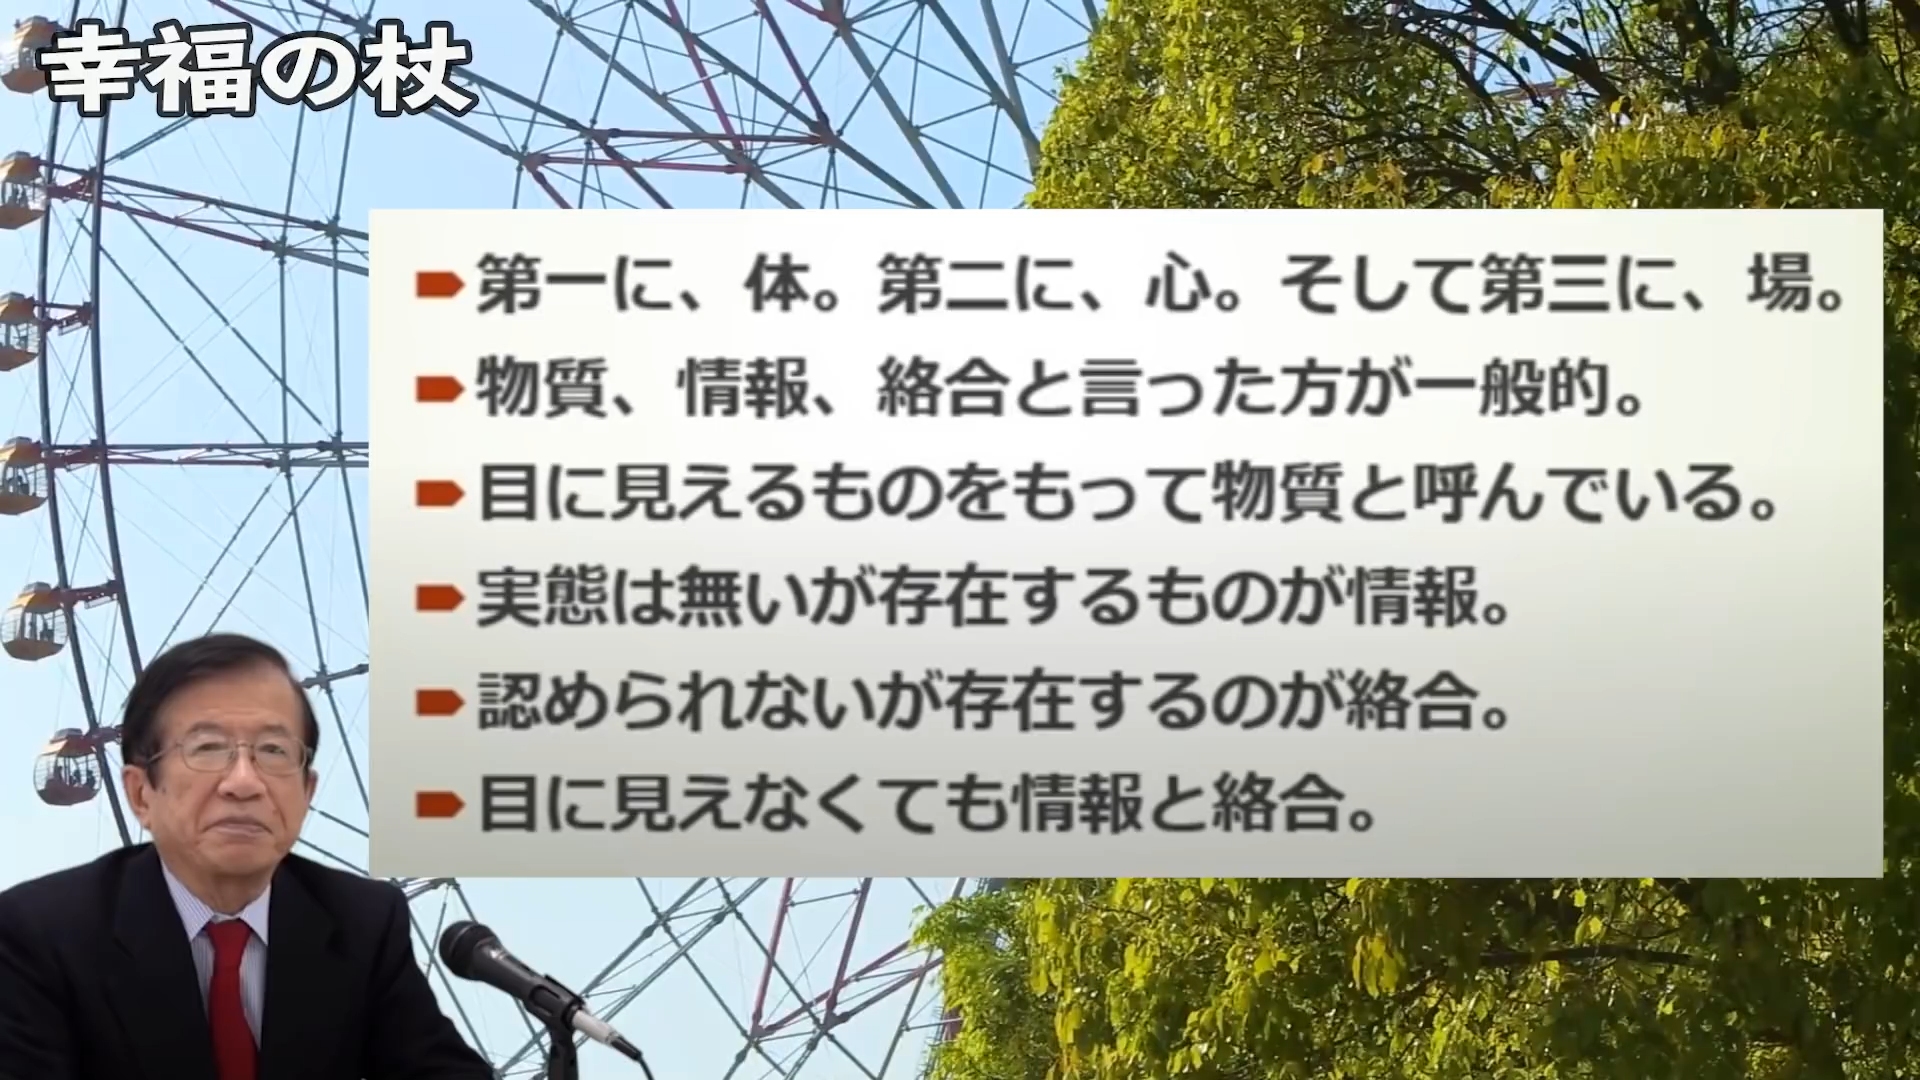 幸福の杖
第一に、体。第二に、心。そして第三に、場。
物質、情報、絡合と言った方が一般的。
目に見えるものをもって物質と呼んでいる。
実態は無いが存在するものが情報。
認められないが存在するのが絡合。
目に見えなくても情報と絡合。